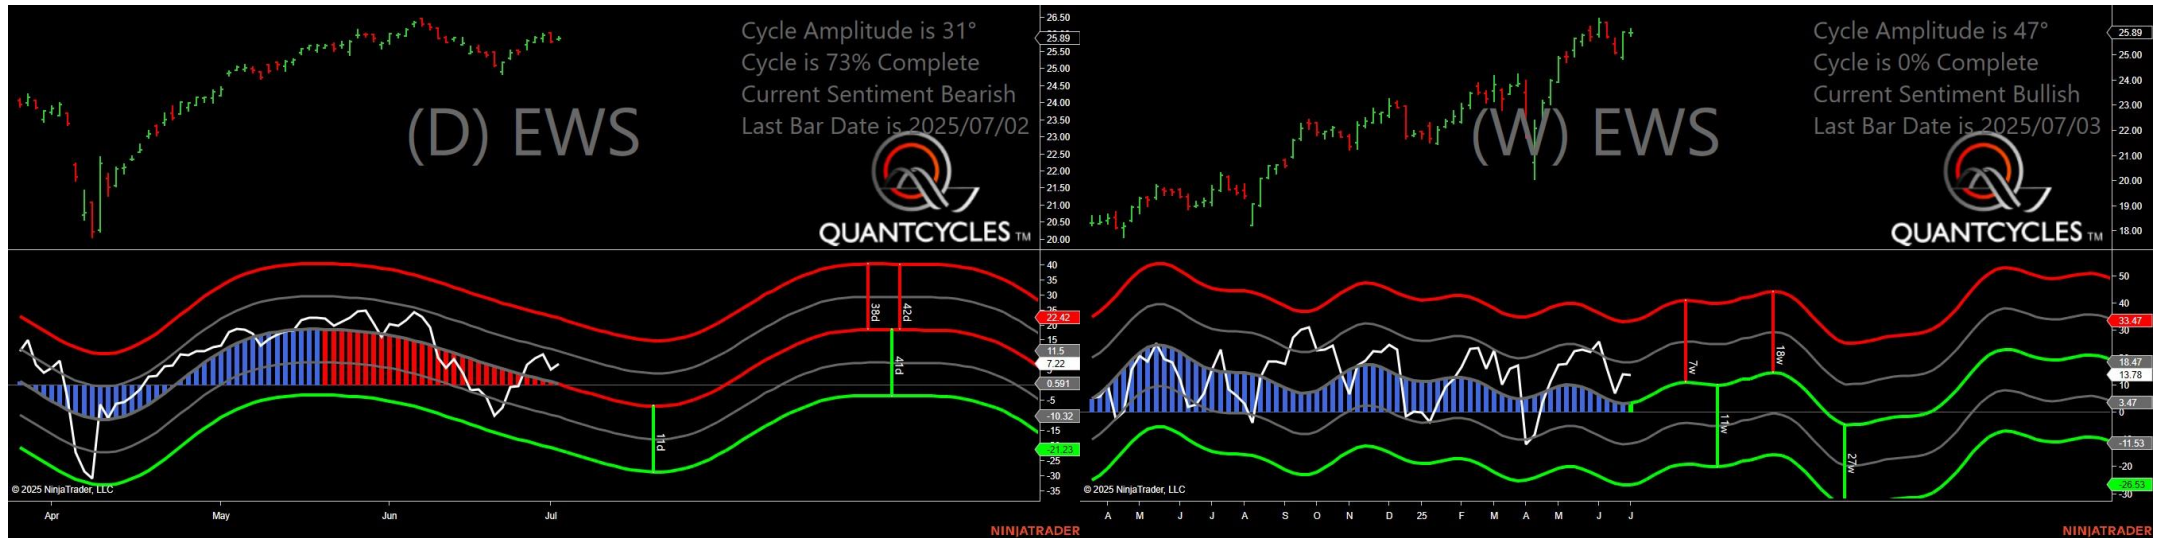 Cycle Amplitude is 31°
Cycle is 73% Complete
Current Sentiment Bearish
Last Bar Date is 2025/07/02
(D) EWS
QUANTCYCLES TM
26.50
25.89
25.50
25.00
24.50
24.00
23.50
23.00
22.50
22.00
21.50
21.00
20.50
20.00
40
35
30
25
22.42
20
15
11.5
7.22
0.591
-5
-10.32
-15
-21.23
-25
-30
-35
38d
42d
41d
11d
© 2025 NinjaTrader, LLC
Apr May Jun Jul
NINJATRADER
Cycle Amplitude is 47°
Cycle is 0% Complete
Current Sentiment Bullish
Last Bar Date is 2025/07/03
(W) EWS
QUANTCYCLES TM
25.89
25.00
24.00
23.00
22.00
21.00
20.00
19.00
18.00
50
40
33.47
30
18.47
13.78
10
3.47
0
-11.53
-20
-26.53
-30
7w
18w
11w
27w
© 2025 NinjaTrader, LLC
A M J J A S O N D 25 F M A M J J
NINJATRADER